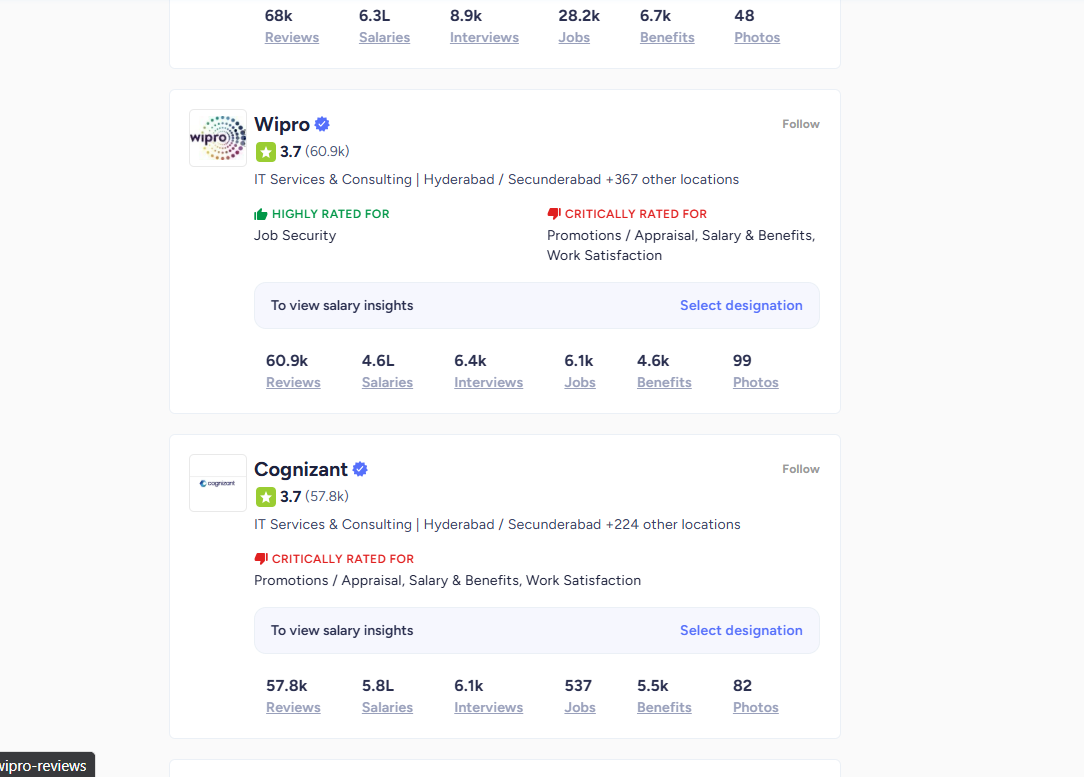 68k 6.3L 8.9k 28.2k 6.7k 48
Reviews Salaries Interviews Jobs Benefits Photos
wipro
Wipro Follow
3.7 (60.9k)
IT Services & Consulting | Hyderabad / Secunderabad +367 other locations
HIGHLY RATED FOR
Job Security
CRITICALLY RATED FOR
Promotions / Appraisal, Salary & Benefits,
Work Satisfaction
To view salary insights Select designation
60.9k 4.6L 6.4k 6.1k 4.6k 99
Reviews Salaries Interviews Jobs Benefits Photos
cognizant
Cognizant Follow
3.7 (57.8k)
IT Services & Consulting | Hyderabad / Secunderabad +224 other locations
CRITICALLY RATED FOR
Promotions / Appraisal, Salary & Benefits, Work Satisfaction
To view salary insights Select designation
57.8k 5.8L 6.1k 537 5.5k 82
Reviews Salaries Interviews Jobs Benefits Photos
wipro-reviews